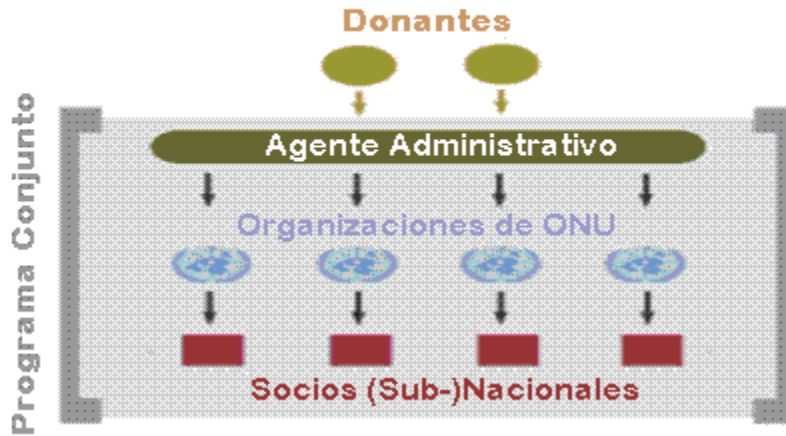 Donantes
Programa Conjunto
Agente Administrativo
Organizaciones de ONU
Socios (Sub-)Nacionales